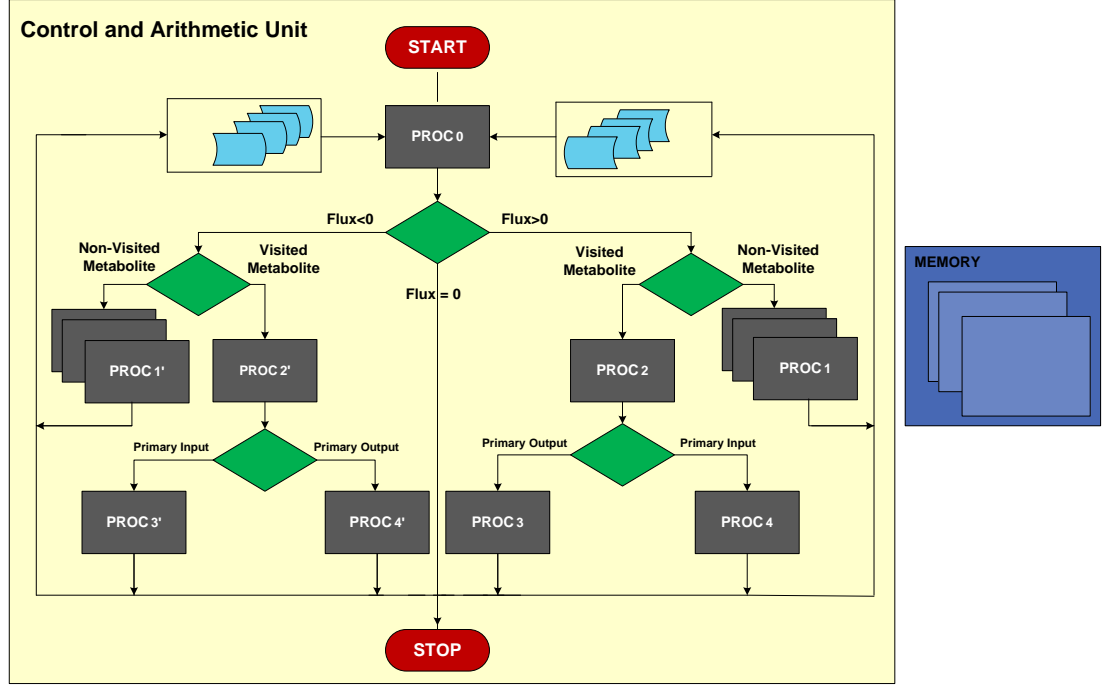 Control and Arithmetic Unit
START
PROC 0
Flux<0
Flux>0
Non-Visited
Metabolite
Visited
Metabolite
Visited
Metabolite
Non-Visited
Metabolite
Flux = 0
MEMORY
PROC 1'
PROC 2'
PROC 2
PROC 1
Primary Input
Primary Output
Primary Output
Primary Input
PROC 3'
PROC 4'
PROC 3
PROC 4
STOP